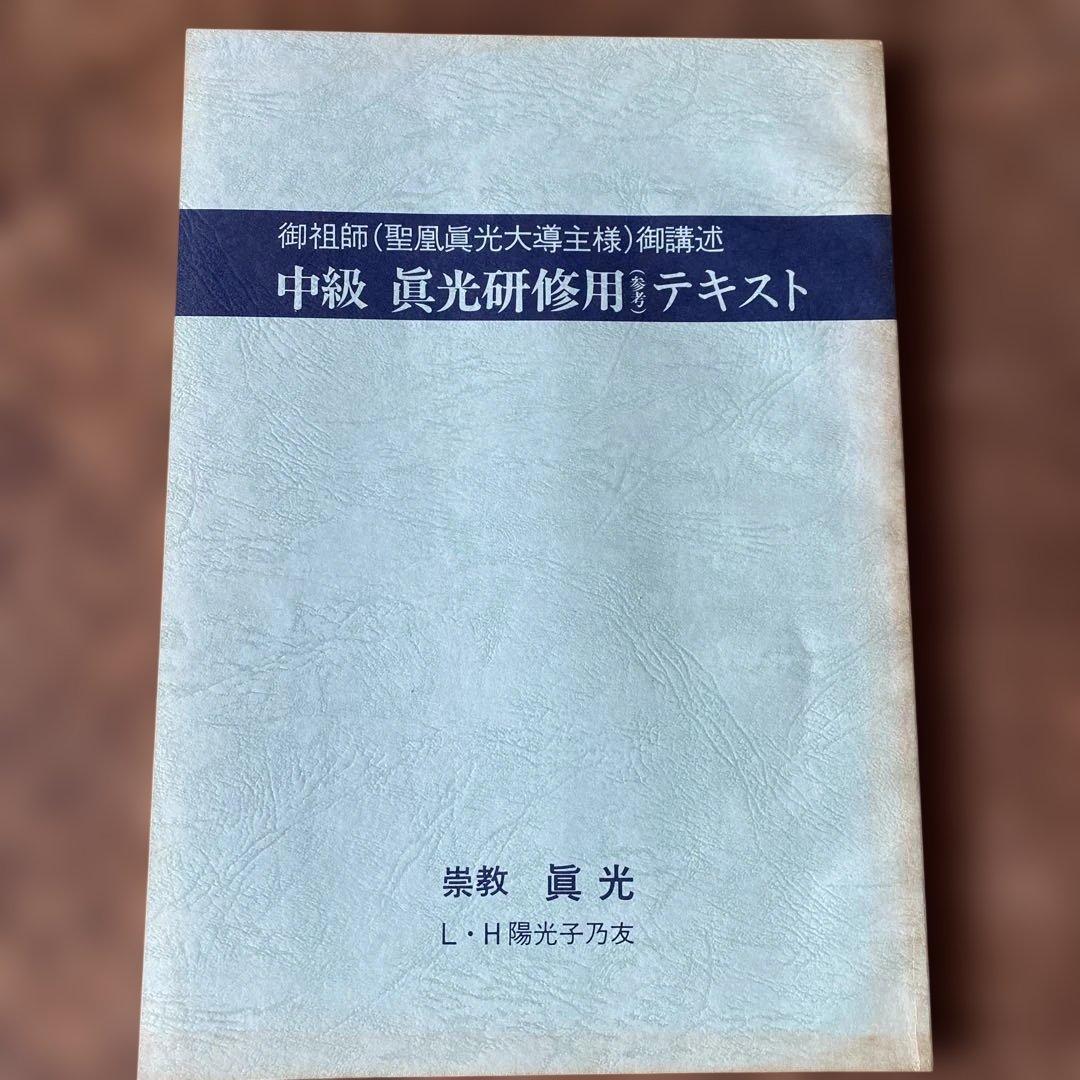 御祖師（聖凰眞光大導主様）御講述
中級 眞光研修用（参考）テキスト
崇教 眞光
L・H陽光子乃友